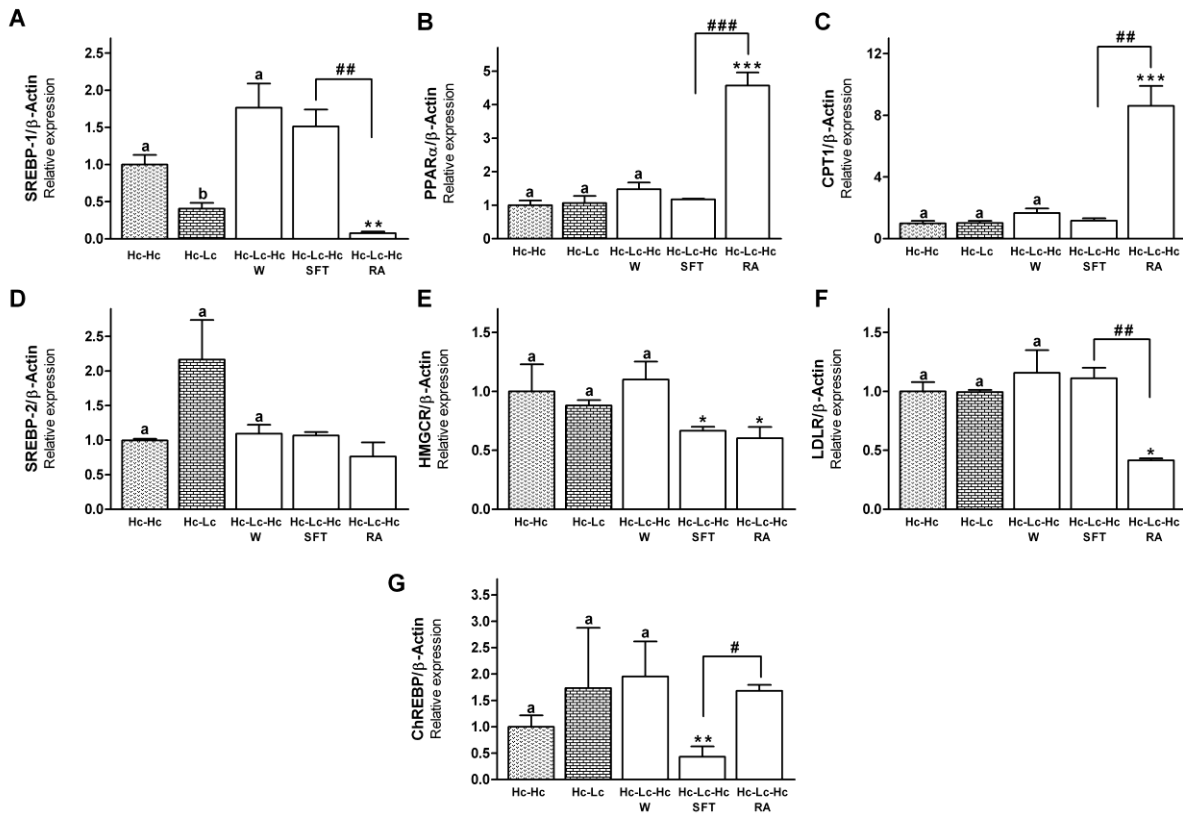 A
SREBP-1/β-Actin
Relative expression
2.5
2.0
1.5
1.0
0.5
0.0
a
b
a
##
**
Hc-Hc
Hc-Lc
Hc-Lc-Hc
W
Hc-Lc-Hc
SFT
Hc-Lc-Hc
RA
B
PPARα/β-Actin
Relative expression
5
4
2
1
0
a
a
a
###
***
Hc-Hc
Hc-Lc
Hc-Lc-Hc
W
Hc-Lc-Hc
SFT
Hc-Lc-Hc
RA
C
CPT1/β-Actin
Relative expression
12
8
4
0
a
a
a
##
***
Hc-Hc
Hc-Lc
Hc-Lc-Hc
W
Hc-Lc-Hc
SFT
Hc-Lc-Hc
RA
D
SREBP-2/β-Actin
Relative expression
2.5
2.0
1.5
1.0
0.5
0.0
a
a
a
Hc-Hc
Hc-Lc
Hc-Lc-Hc
W
Hc-Lc-Hc
SFT
Hc-Lc-Hc
RA
E
HMGCR/β-Actin
Relative expression
1.5
1.0
0.5
0.0
a
a
a
*
*
Hc-Hc
Hc-Lc
Hc-Lc-Hc
W
Hc-Lc-Hc
SFT
Hc-Lc-Hc
RA
F
LDLR/β-Actin
Relative expression
1.5
1.0
0.5
0.0
a
a
a
##
*
Hc-Hc
Hc-Lc
Hc-Lc-Hc
W
Hc-Lc-Hc
SFT
Hc-Lc-Hc
RA
G
ChREBP/β-Actin
Relative expression
3.5
3.0
2.5
2.0
1.5
1.0
0.5
0.0
a
a
a
#
**
Hc-Hc
Hc-Lc
Hc-Lc-Hc
W
Hc-Lc-Hc
SFT
Hc-Lc-Hc
RA